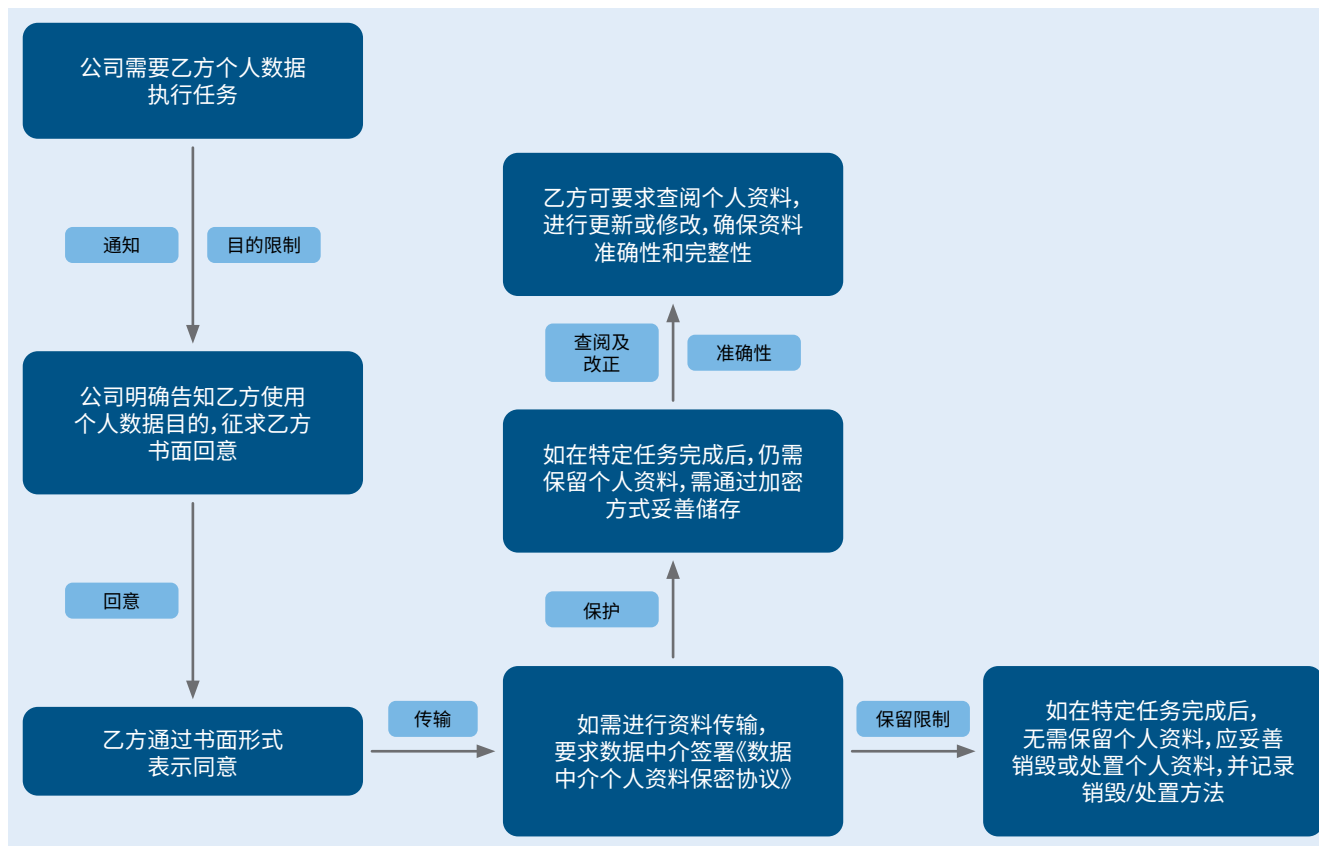 公司需要乙方个人数据
执行任务
通知
目的限制
公司明确告知乙方使用
个人数据目的，征求乙方
书面回意
回意
乙方通过书面形式
表示同意
传输
如需进行资料传输，
要求数据中介签署《数据
中介个人资料保密协议》
保护
如在特定任务完成后，仍需
保留个人资料，需通过加密
方式妥善储存
查阅及
改正
准确性
乙方可要求查阅个人资料，
进行更新或修改，确保资料
准确性和完整性
保留限制
如在特定任务完成后，
无需保留个人资料，应妥善
销毁或处置个人资料，并记录
销毁/处置方法